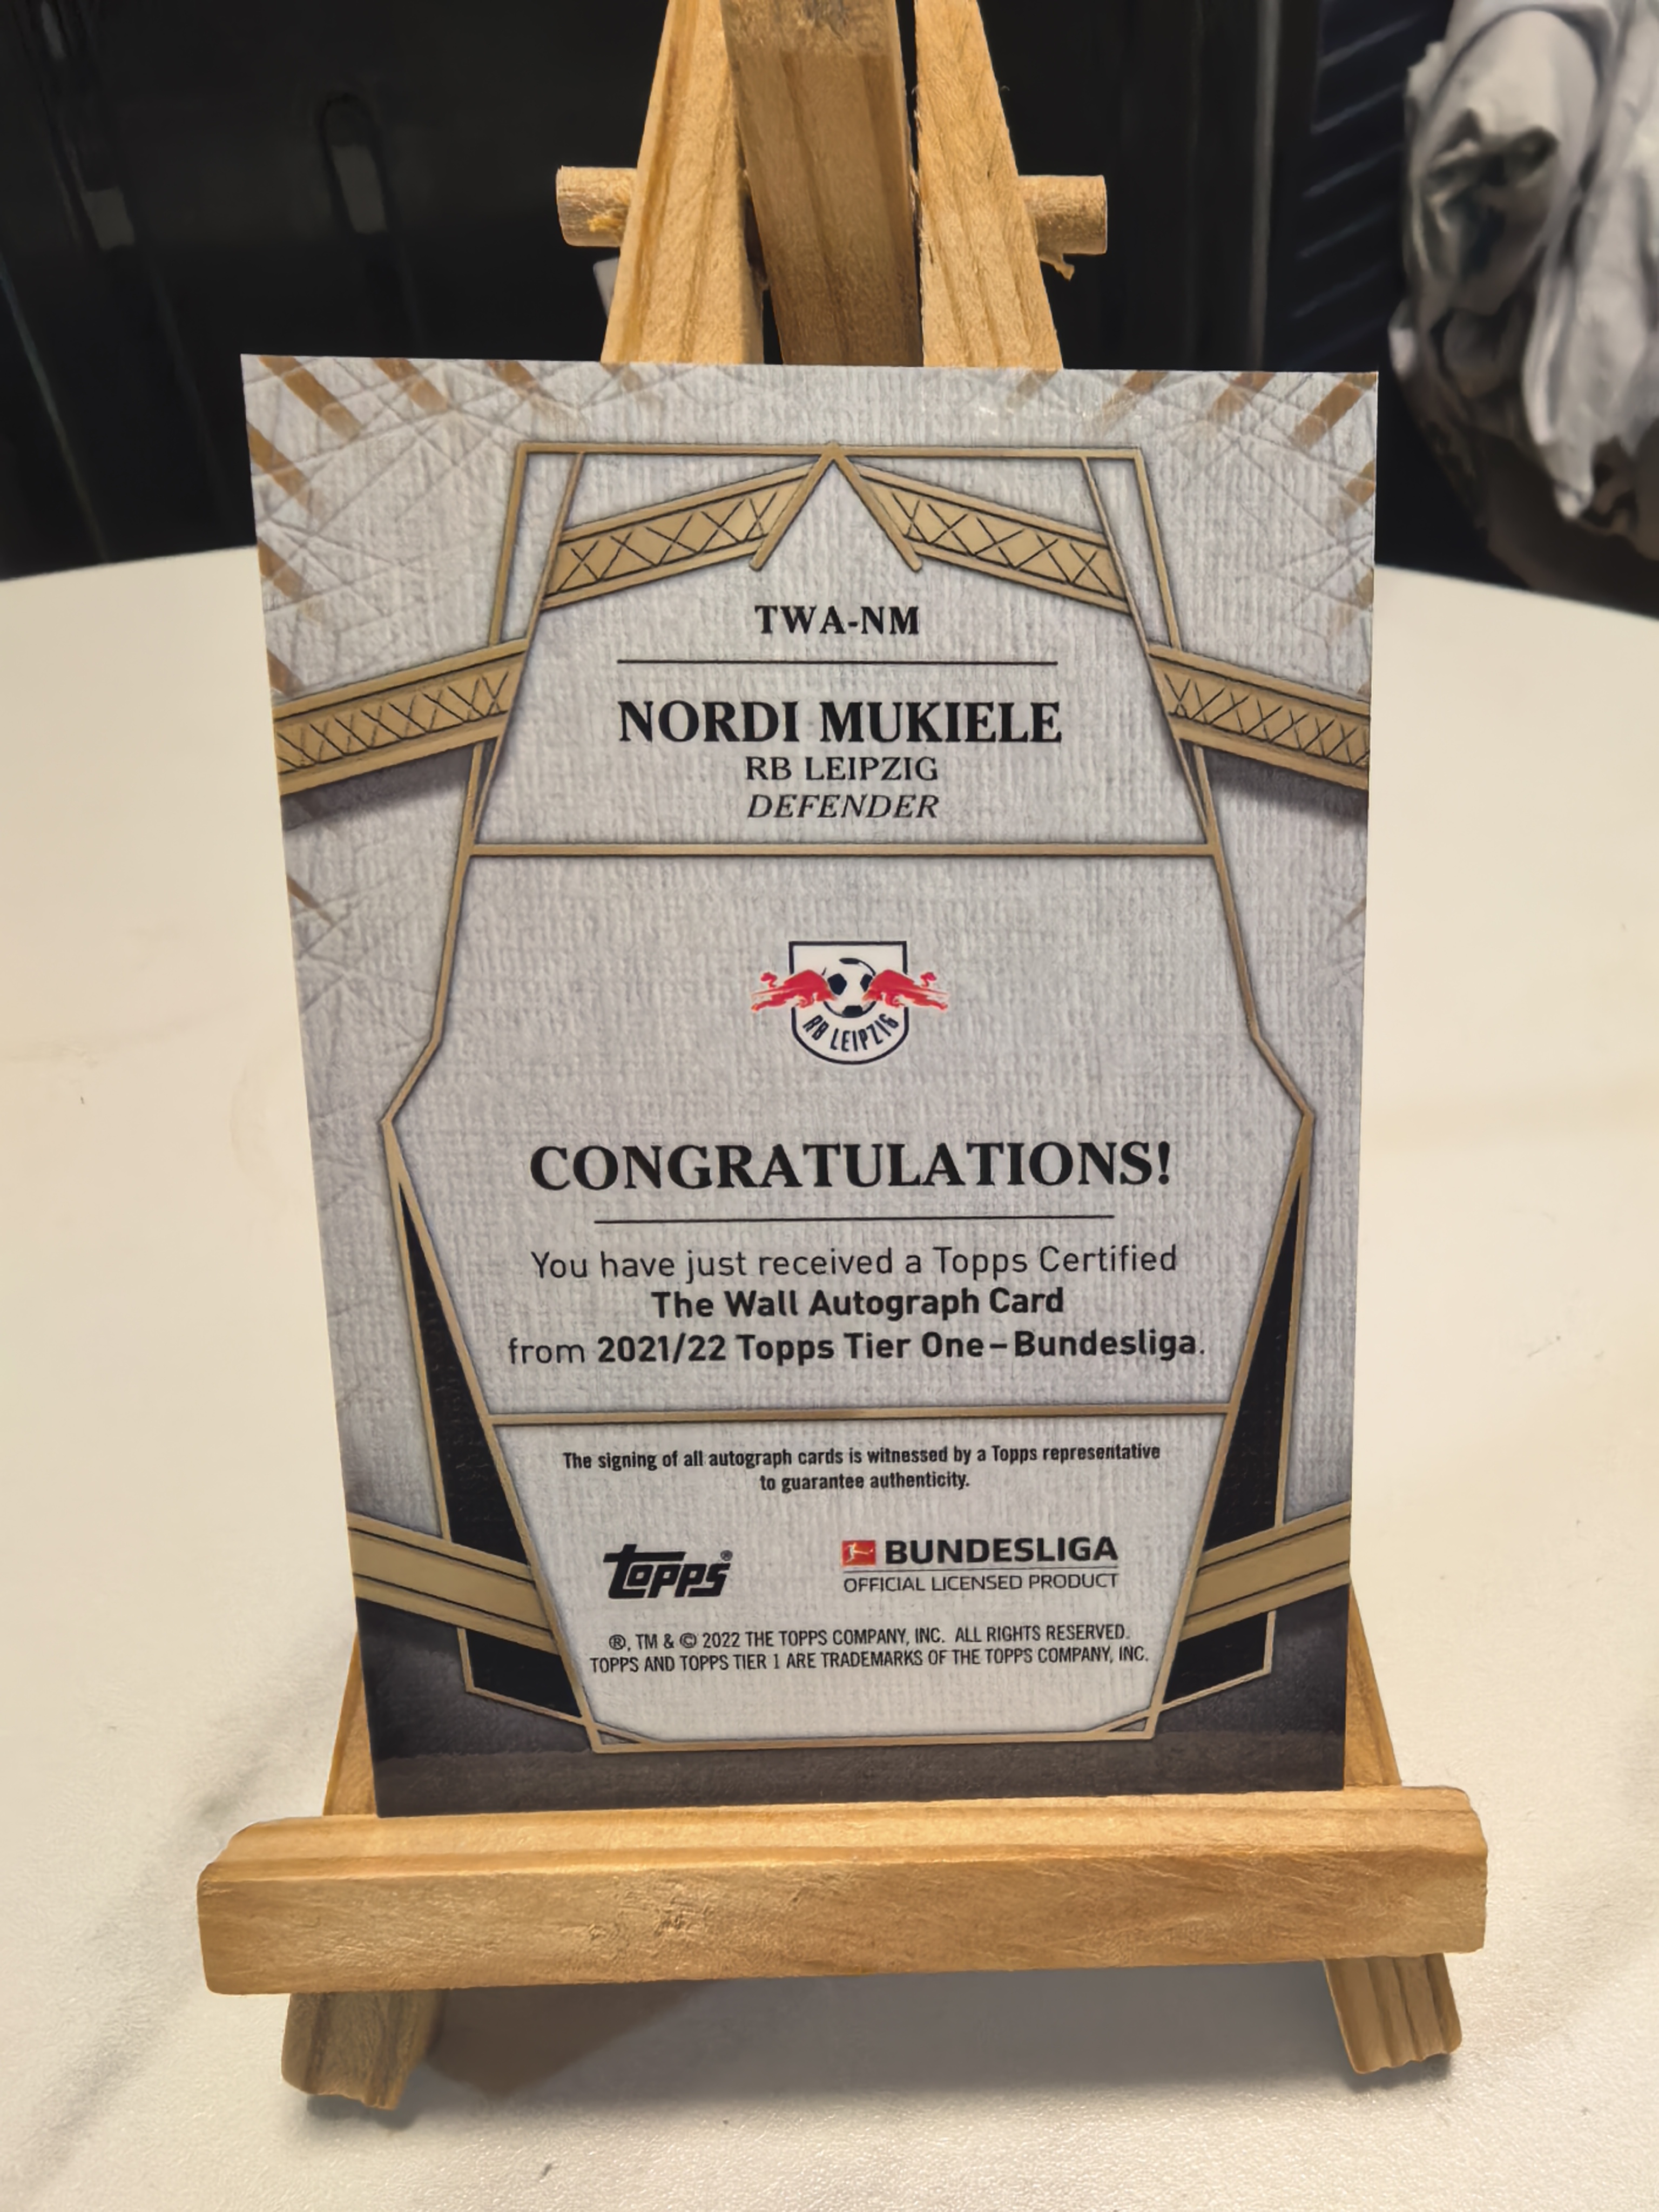 TWA-NM
NORDI MUKIELE
RB LEIPZIG
DEFENDER
RB LEIPZIG
CONGRATULATIONS!
You have just received a Topps Certified
The Wall Autograph Card
from 2021/22 Topps Tier One–Bundesliga.
The signing of all autograph cards is witnessed by a Topps representative
to guarantee authenticity.
topps®
BUNDESLIGA
OFFICIAL LICENSED PRODUCT
®, TM & © 2022 THE TOPPS COMPANY, INC. ALL RIGHTS RESERVED.
TOPPS AND TOPPS TIER 1 ARE TRADEMARKS OF THE TOPPS COMPANY, INC.